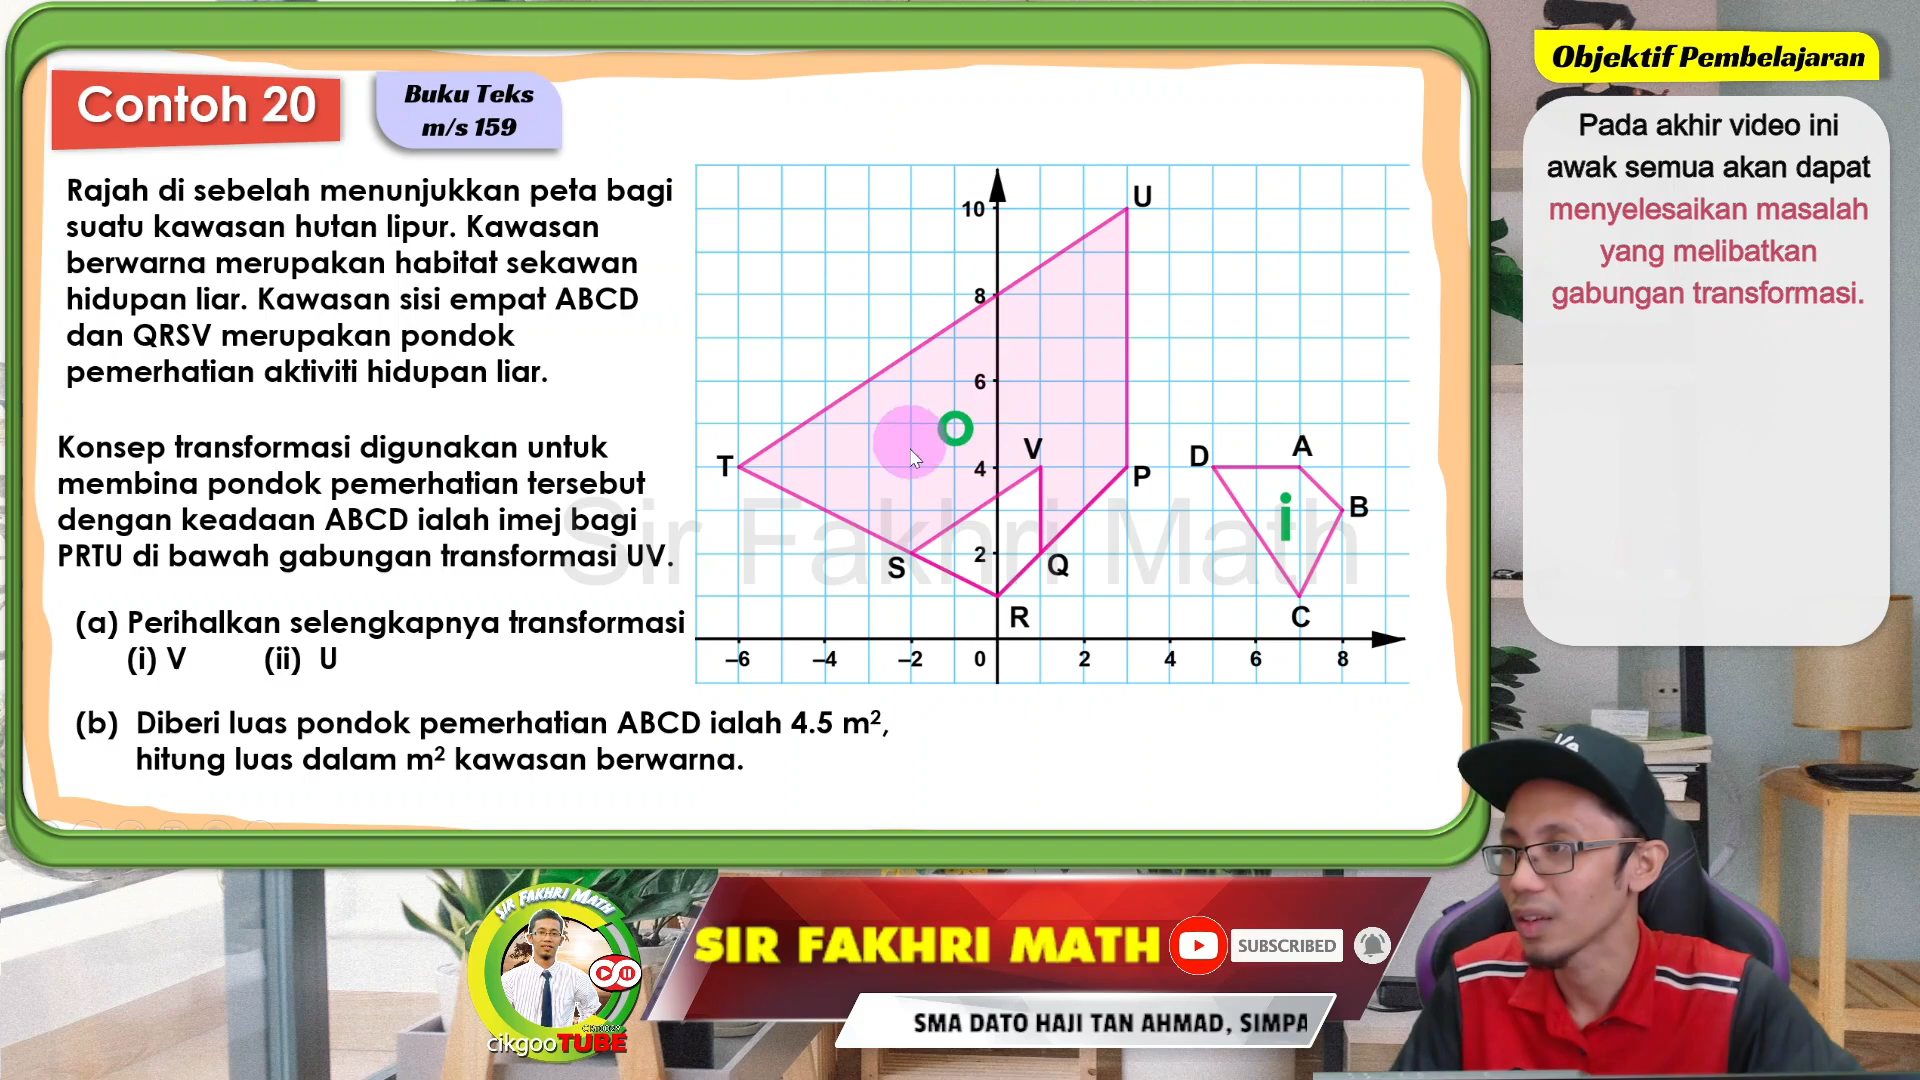 Contoh 20
Buku Teks
m/s 159
Rajah di sebelah menunjukkan peta bagi
suatu kawasan hutan lipur. Kawasan
berwarna merupakan habitat sekawan
hidupan liar. Kawasan sisi empat ABCD
dan QRSV merupakan pondok
pemerhatian aktiviti hidupan liar.
Konsep transformasi digunakan untuk
membina pondok pemerhatian tersebut
dengan keadaan ABCD ialah imej bagi
PRTU di bawah gabungan transformasi UV.
(a) Perihalkan selengkapnya transformasi
(i) V (ii) U
(b) Diberi luas pondok pemerhatian ABCD ialah 4.5 m²,
hitung luas dalam m² kawasan berwarna.
U
10
8
6
O
V
T
4
P
D
A
i
B
Sir Fakhri Math
S
2
Q
R
C
–6 –4 –2 0 2 4 6 8
Objektif Pembelajaran
Pada akhir video ini
awak semua akan dapat
menyelesaikan masalah
yang melibatkan
gabungan transformasi.
SIR FAKHRI MATH
cikgooTUBE
SIR FAKHRI MATH
SUBSCRIBED
SMA DATO HAJI TAN AHMAD, SIMPA